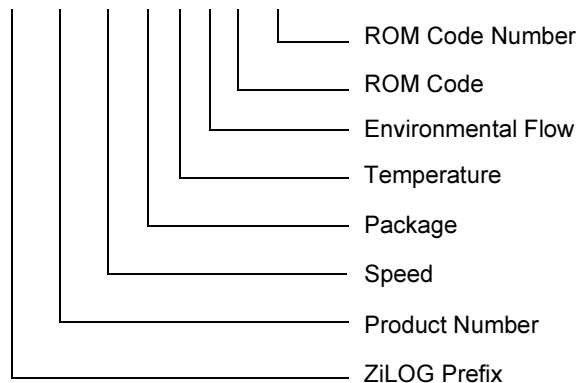 ROM Code Number
ROM Code
Environmental Flow
Temperature
Package
Speed
Product Number
ZiLOG Prefix